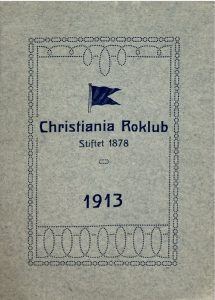 Christiania Roklub
Stiftet 1878
1913